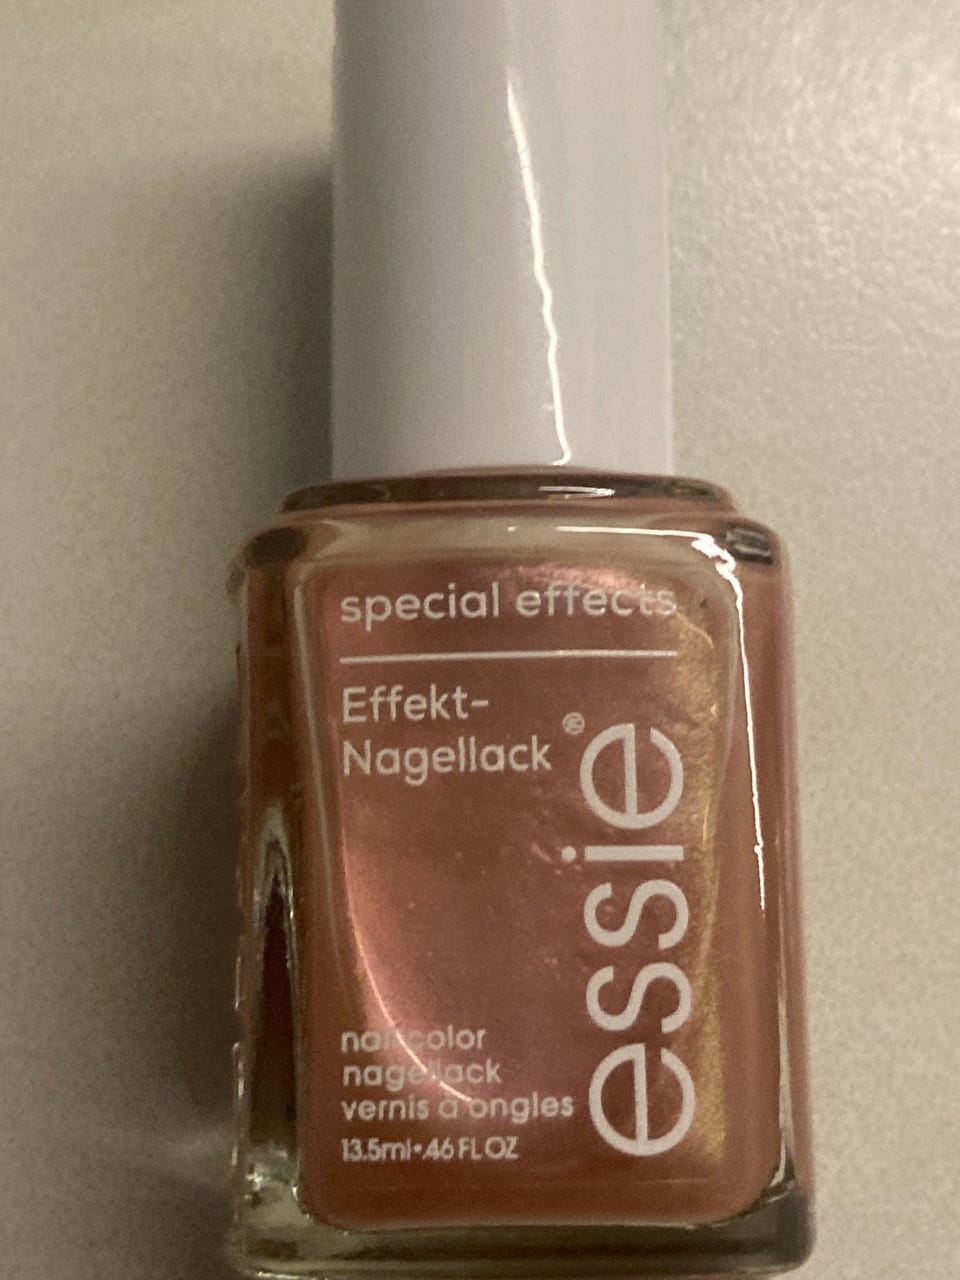 special effects
Effekt-
Nagellack
essie®
nail color
nagellack
vernis à ongles
13.5ml•.46 FL OZ